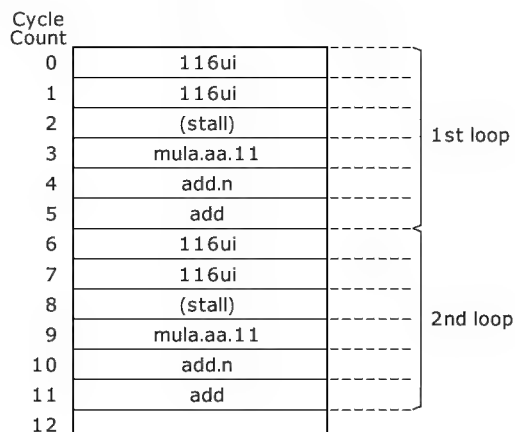 Cycle
Count
0 116ui
1 116ui
2 (stall)
3 mula.aa.11
4 add.n
5 add
1st loop
6 116ui
7 116ui
8 (stall)
9 mula.aa.11
10 add.n
11 add
2nd loop
12